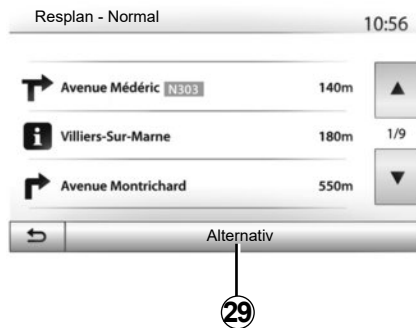 Resplan - Normal 10:56
Avenue Médéric N303 140m
Villiers-Sur-Marne 180m
1/9
Avenue Montrichard 550m
Alternativ
29